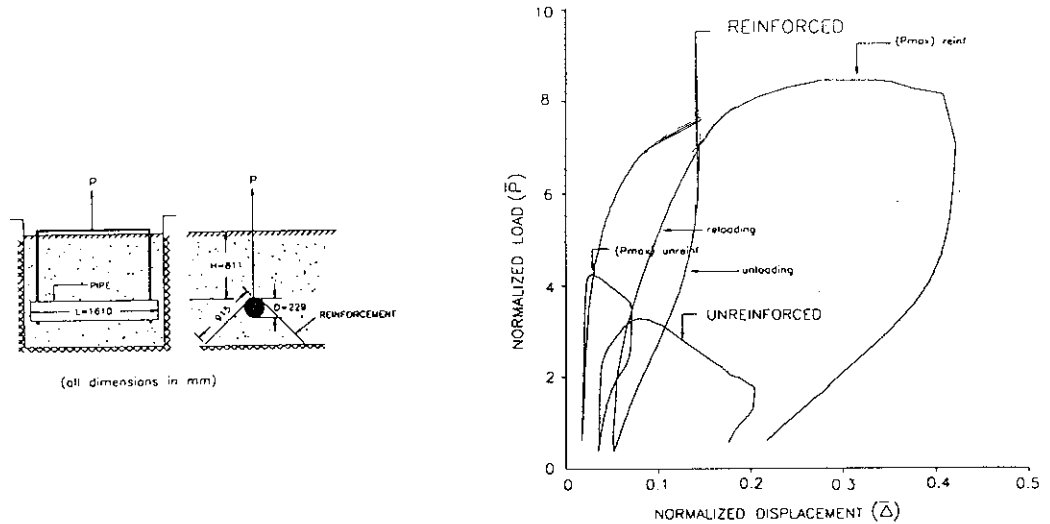 P
P
H=811
PIPE
L=1610
915
D=229
REINFORCEMENT
(all dimensions in mm)
10
8
6
4
2
0
NORMALIZED LOAD (P̅)
REINFORCED
(Pmax) reinf
reloading
(Pmax) unreinf
unloading
UNREINFORCED
0
0.1
0.2
0.3
0.4
0.5
NORMALIZED DISPLACEMENT (Δ̅)